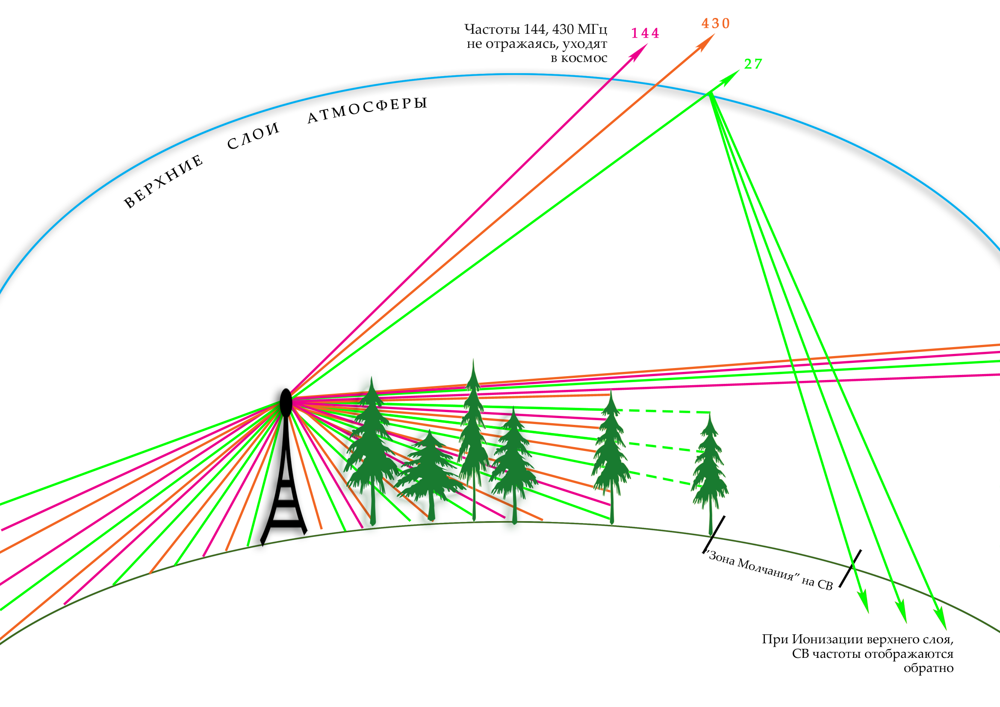 Частоты 144, 430 МГц
не отражаясь, уходят
в космос
144
430
27
ВЕРХНИЕ СЛОИ АТМОСФЕРЫ
"Зона Молчания" на СВ
При Ионизации верхнего слоя,
СВ частоты отображаются
обратно